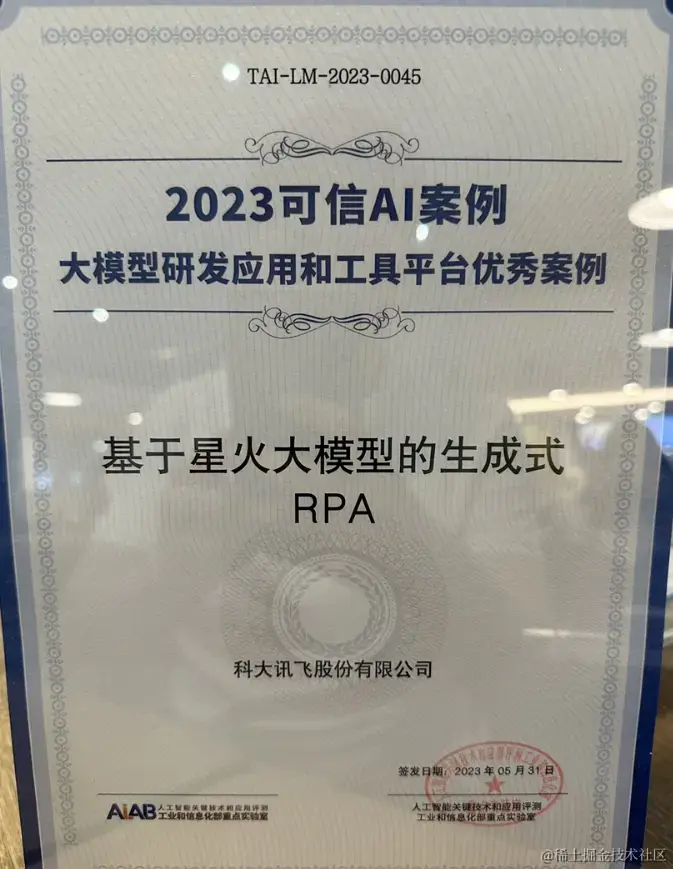 TAI-LM-2023-0045
2023可信AI案例
大模型研发应用和工具平台优秀案例
基于星火大模型的生成式
RPA
科大讯飞股份有限公司
签发日期：2023年05月31日
AIAB 人工智能关键技术和应用评测
工业和信息化部重点实验室
人工智能关键技术和应用评测
工业和信息化部重点实验室
@稀土掘金技术社区